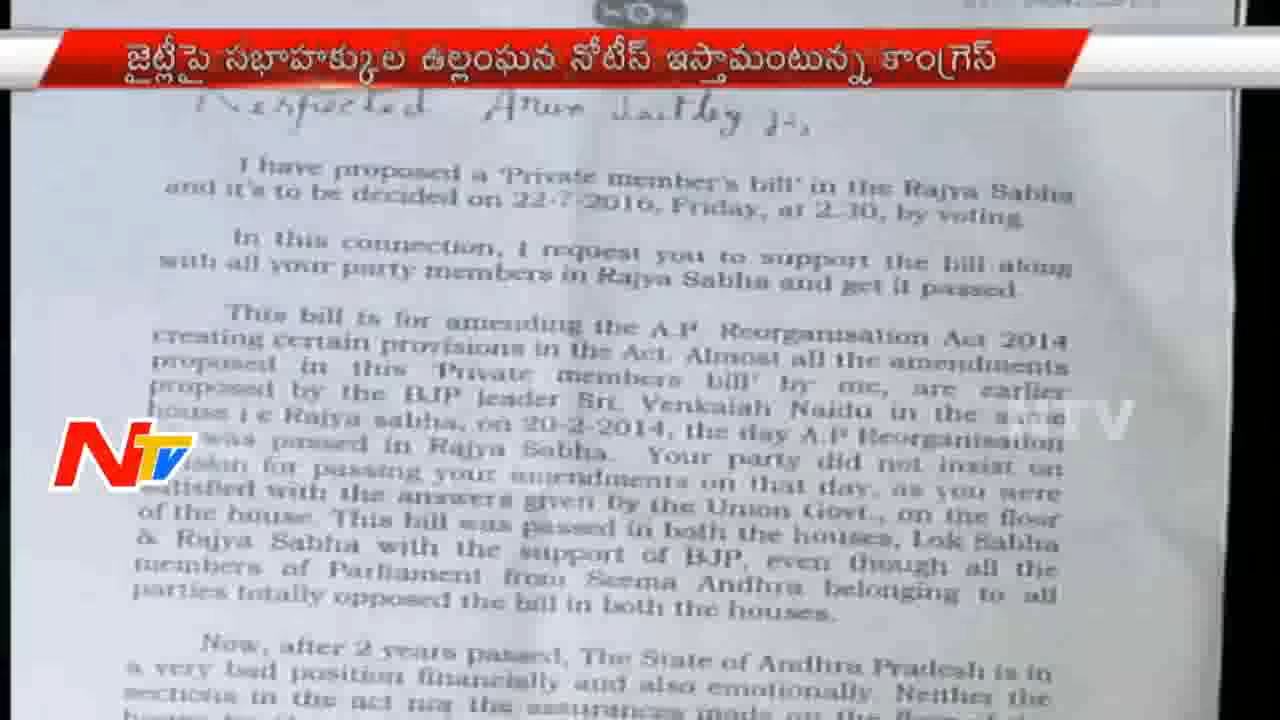 జైట్లీపై సభాహక్కుల ఉల్లంఘన నోటీస్ ఇస్తామంటున్న కాంగ్రెస్
Respected Arun Jaitley ji,
I have proposed a 'Private member's bill' in the Rajya Sabha
and it's to be decided on 22-7-2016, Friday, at 2.30, by voting
In this connection, I request you to support the bill along
with all your party members in Rajya Sabha and get it passed.
This bill is for amending the A.P Reorganisation Act 2014
creating certain provisions in the Act. Almost all the amendments
proposed in this 'Private members bill' by me, are earlier
proposed by the BJP leader Sri. Venkaiah Naidu in the same
house i e Rajya sabha, on 20-2-2014, the day A.P Reorganisation
was passed in Rajya Sabha. Your party did not insist on
for passing your amendments on that day, as you were
satisfied with the answers given by the Union Govt., on the floor
of the house. This bill was passed in both the houses, Lok Sabha
& Rajya Sabha with the support of BJP, even though all the
members of Parliament from Seema Andhra belonging to all
parties totally opposed the bill in both the houses.
Now, after 2 years passed, The State of Andhra Pradesh is in
a very bad position financially and also emotionally. Neither the
sections in the act nor the assurances made on the floor of the
NTV